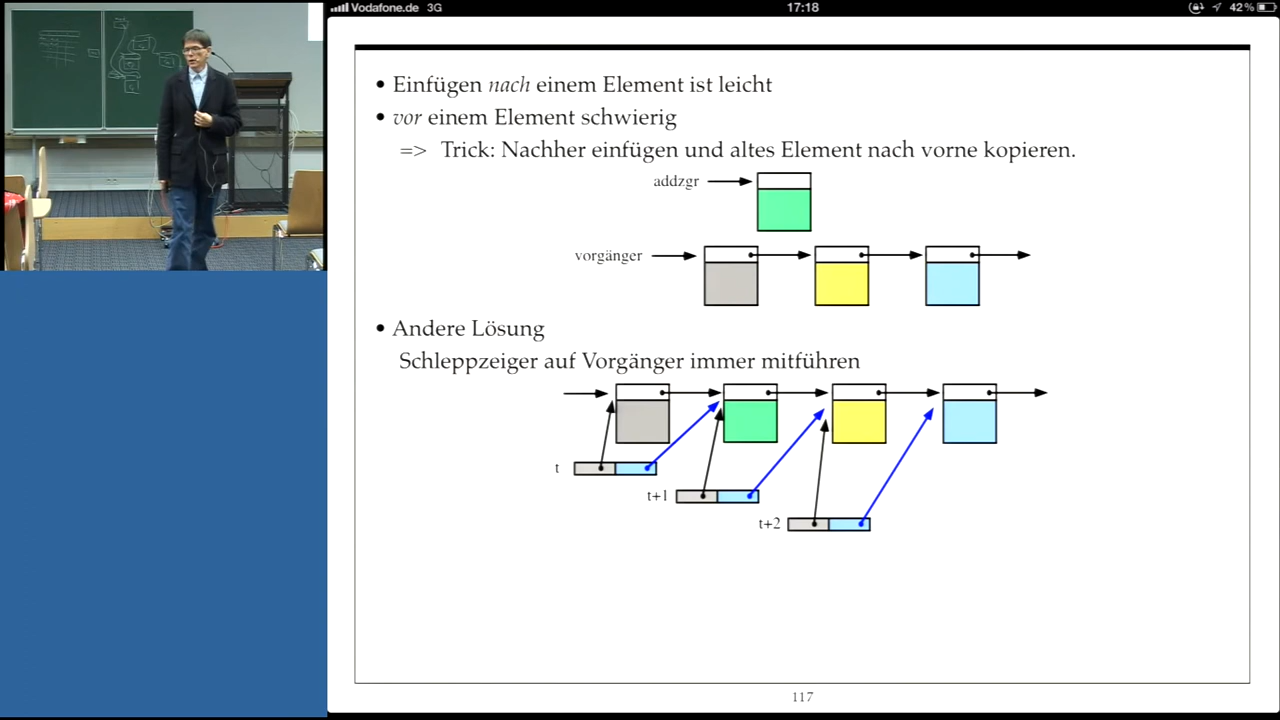 Vodafone.de 3G 17:18 42%
• Einfügen nach einem Element ist leicht
• vor einem Element schwierig
=> Trick: Nachher einfügen und altes Element nach vorne kopieren.
addzgr
vorgänger
• Andere Lösung
Schleppzeiger auf Vorgänger immer mitführen
t
t+1
t+2
117